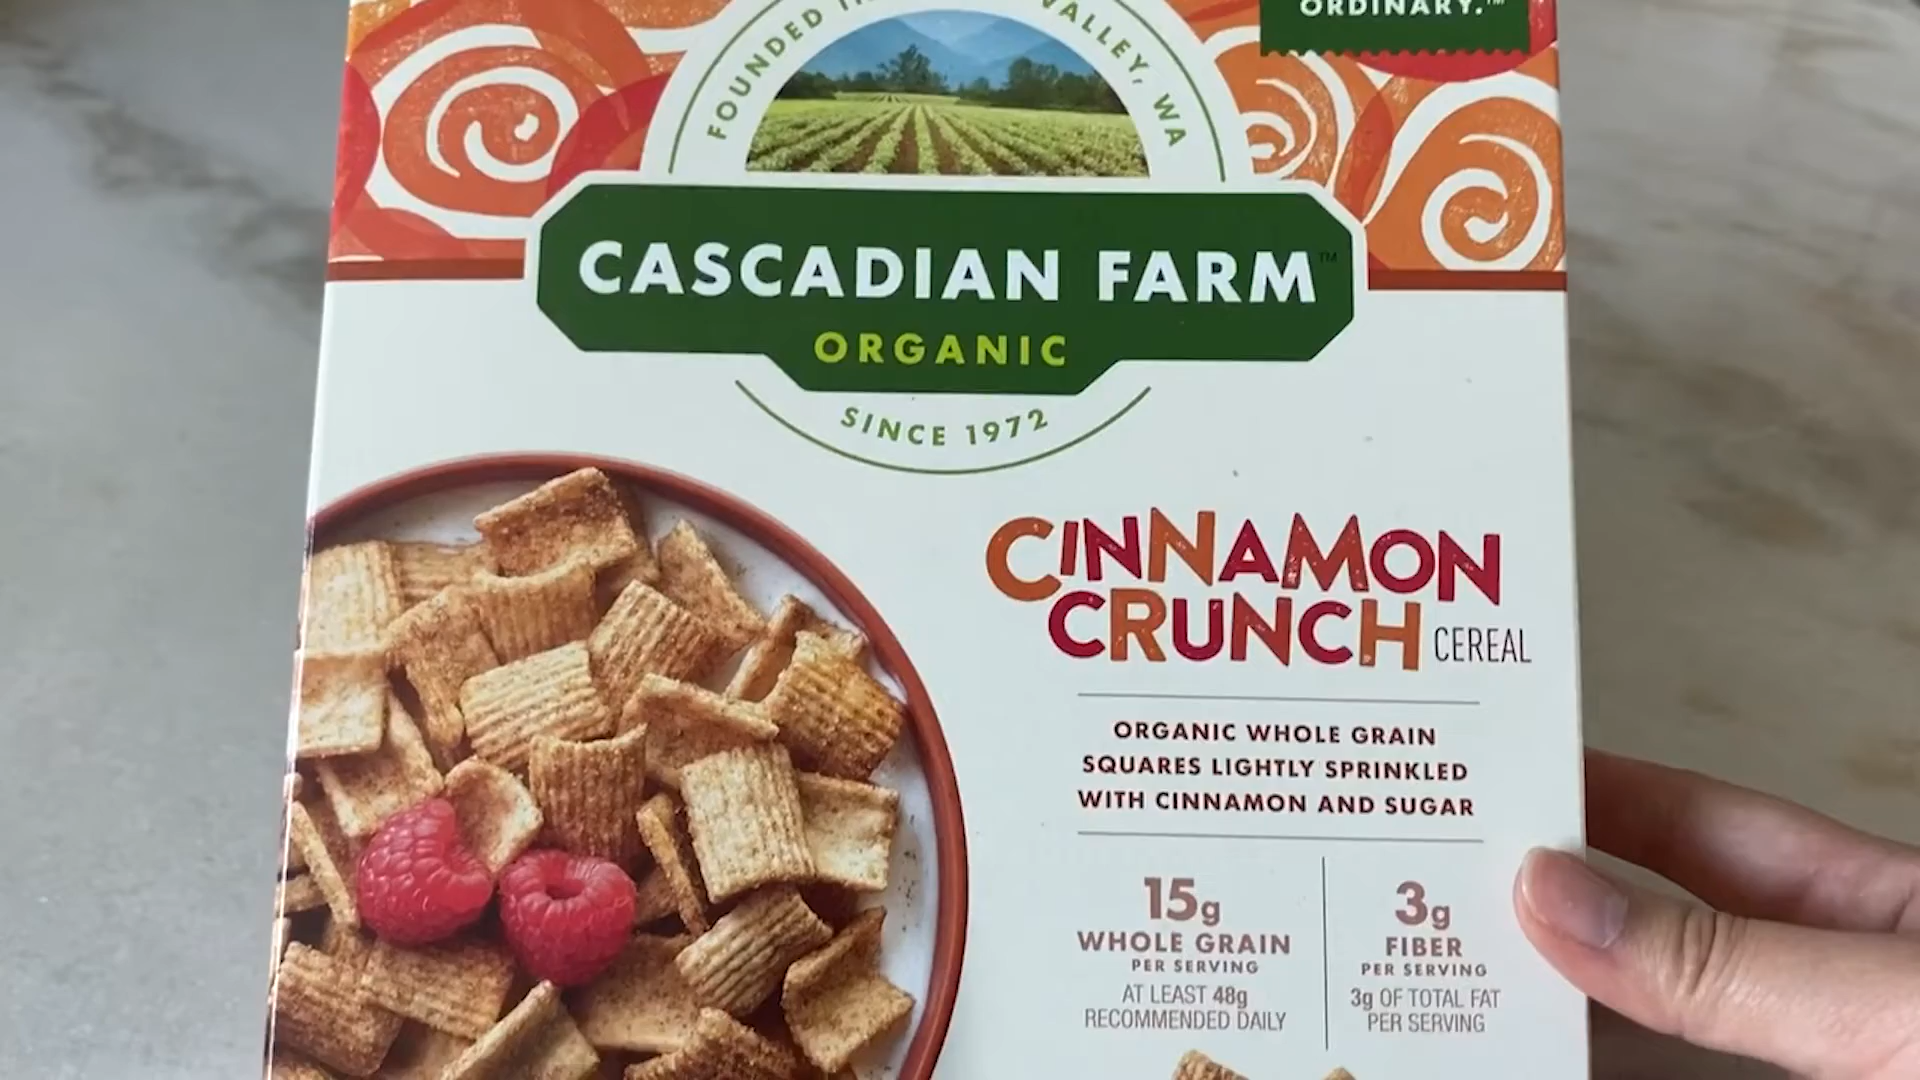 ORDINARY.™
FOUNDED VALLEY, WA
CASCADIAN FARM™
ORGANIC
SINCE 1972
CINNAMON
CRUNCH CEREAL
ORGANIC WHOLE GRAIN
SQUARES LIGHTLY SPRINKLED
WITH CINNAMON AND SUGAR
15g
WHOLE GRAIN
PER SERVING
AT LEAST 48g
RECOMMENDED DAILY
3g
FIBER
PER SERVING
3g OF TOTAL FAT
PER SERVING